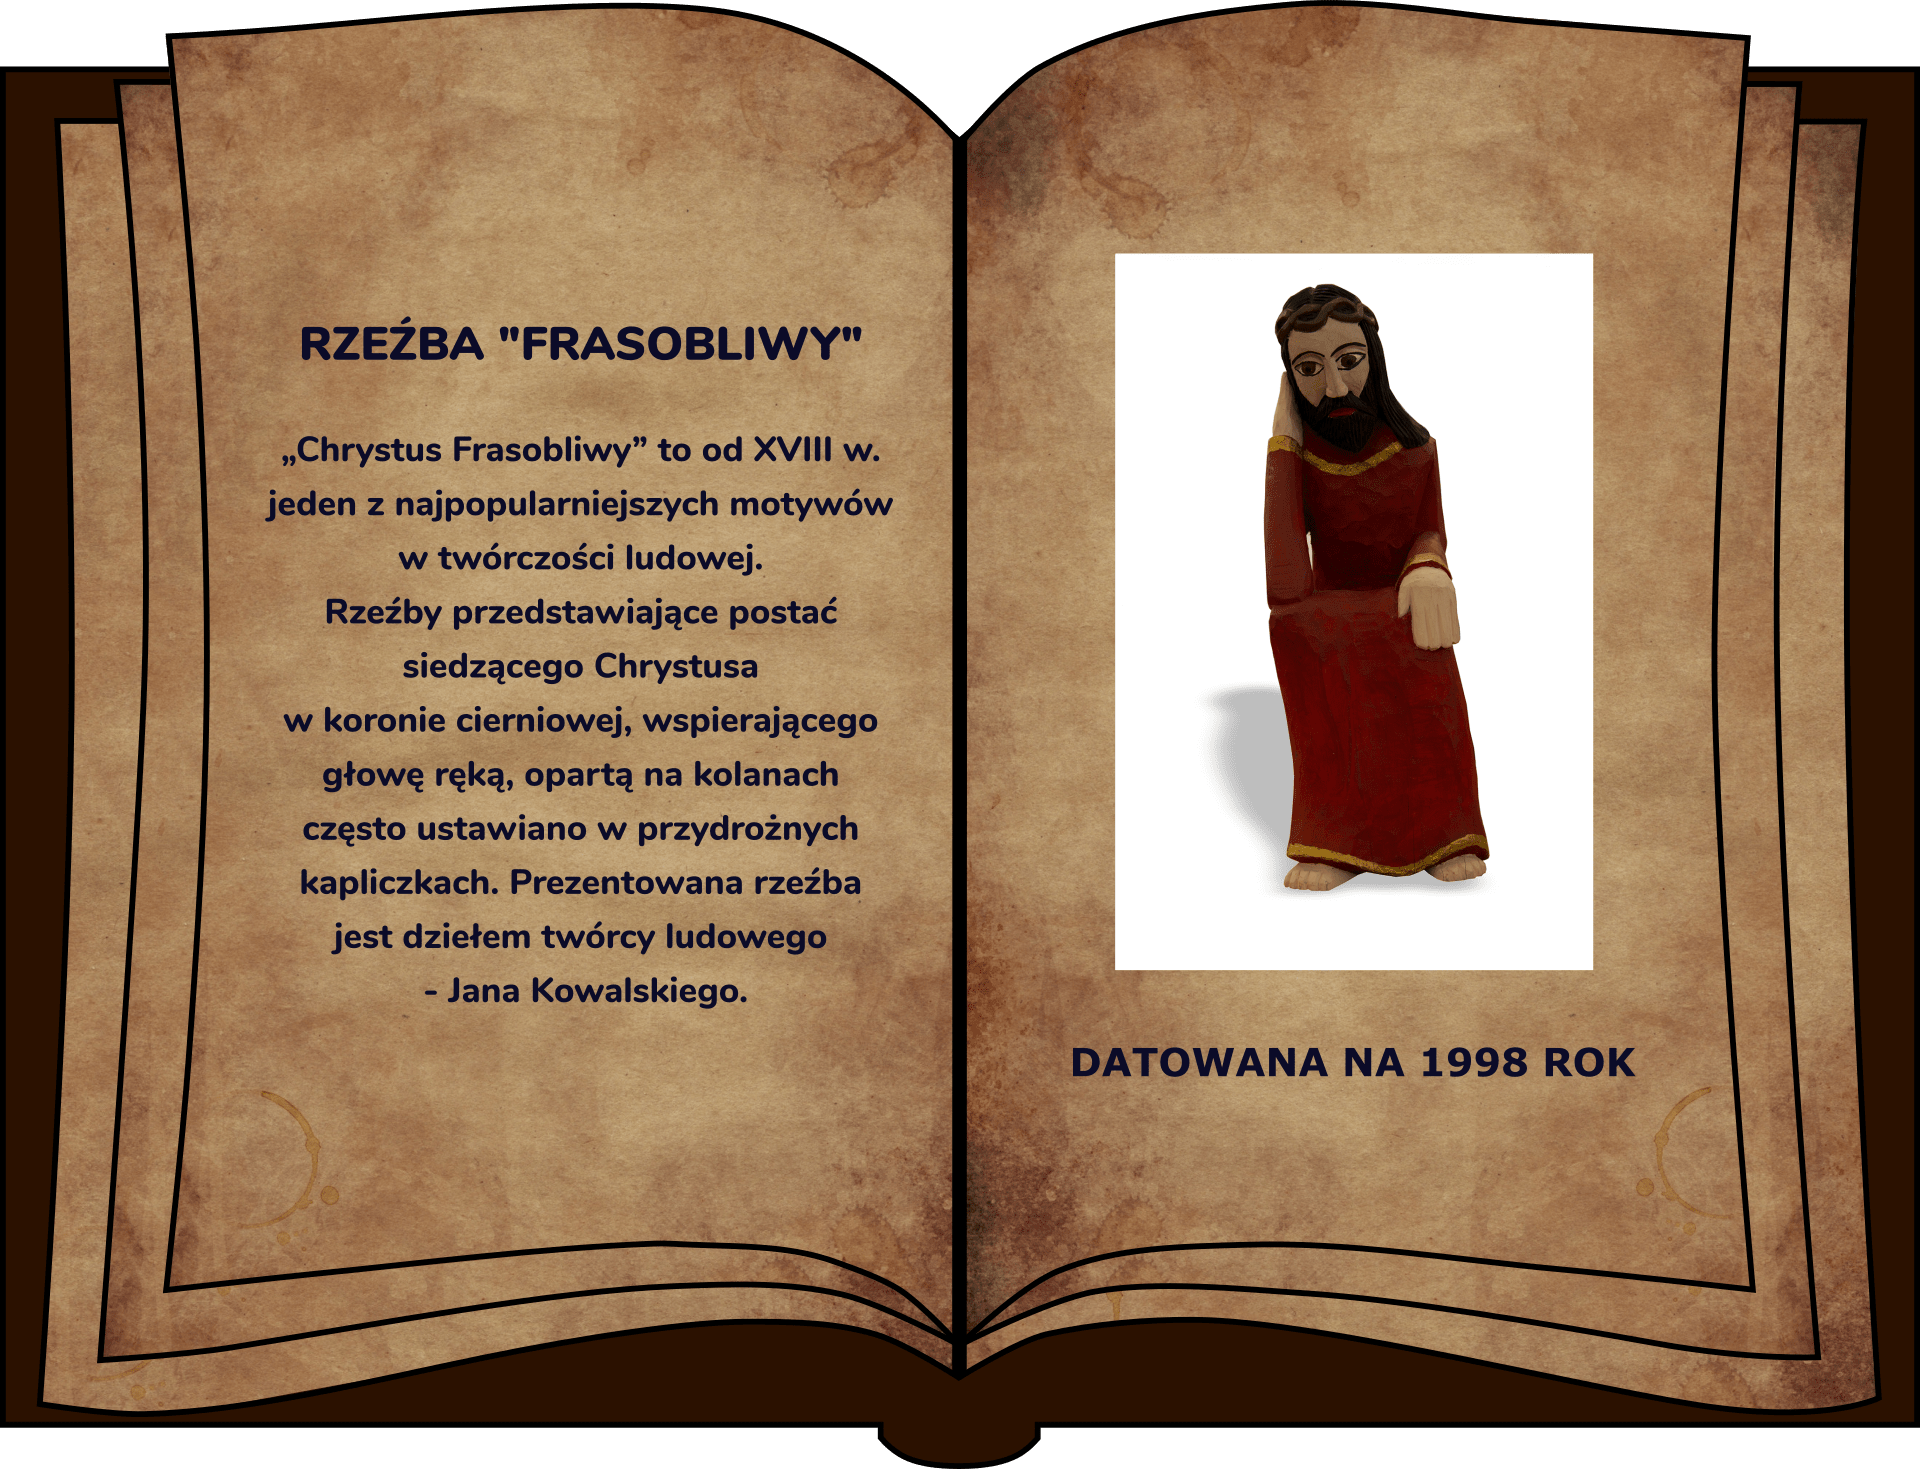 RZEŹBA "FRASOBLIWY"
„Chrystus Frasobliwy” to od XVIII w.
jeden z najpopularniejszych motywów
w twórczości ludowej.
Rzeźby przedstawiające postać
siedzącego Chrystusa
w koronie cierniowej, wspierającego
głowę ręką, opartą na kolanach
często ustawiano w przydrożnych
kapliczkach. Prezentowana rzeźba
jest dziełem twórcy ludowego
- Jana Kowalskiego.
DATOWANA NA 1998 ROK